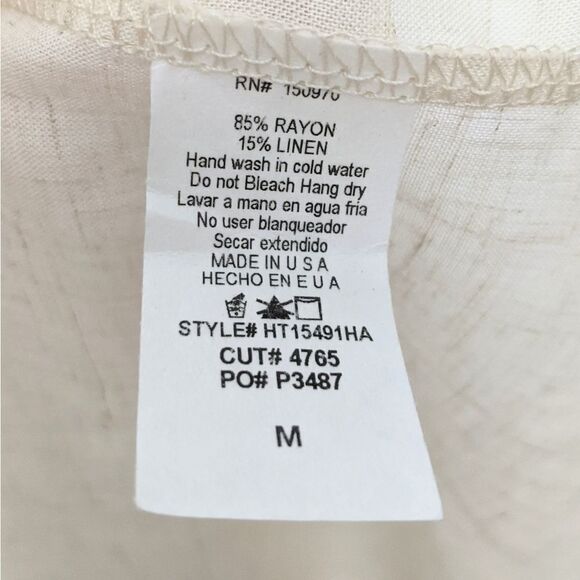 RN# 150970
85% RAYON
15% LINEN
Hand wash in cold water
Do not Bleach Hang dry
Lavar a mano en agua fria
No user blanqueador
Secar extendido
MADE IN U S A
HECHO EN E U A
STYLE# HT15491HA
CUT# 4765
PO# P3487
M